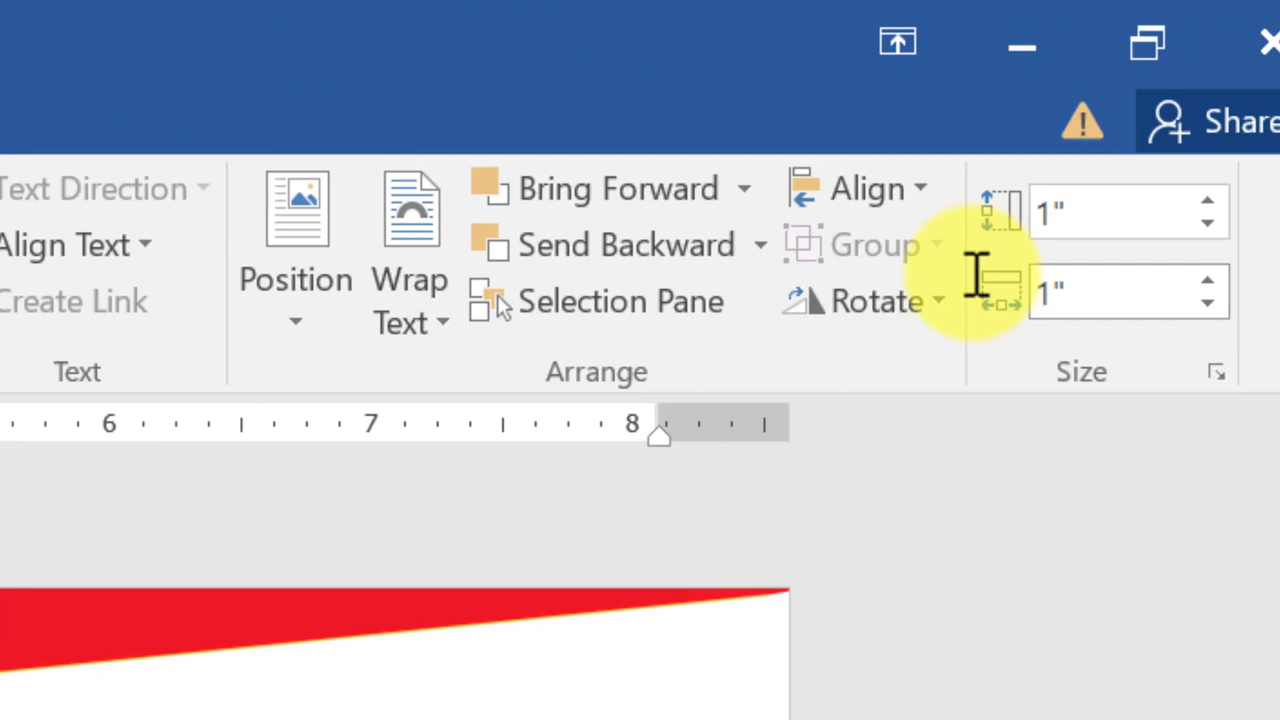 Share
Text Direction
Align Text
Create Link
Text
Position
Wrap
Text
Bring Forward
Send Backward
Selection Pane
Align
Group
Rotate
Arrange
1"
1"
Size
6 7 8